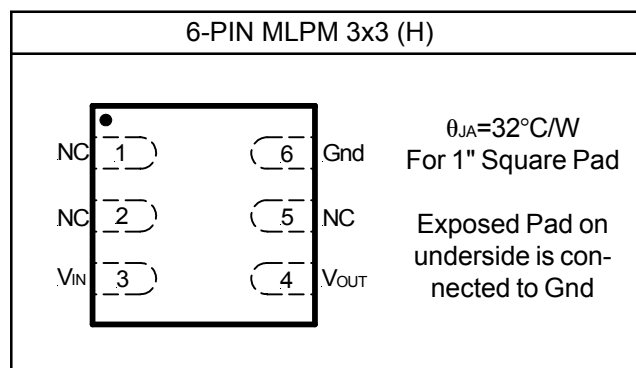 6-PIN MLPM 3x3 (H)
NC 1 6 Gnd
NC 2 5 NC
VIN 3 4 VOUT
θJA=32°C/W
For 1" Square Pad
Exposed Pad on
underside is con-
nected to Gnd